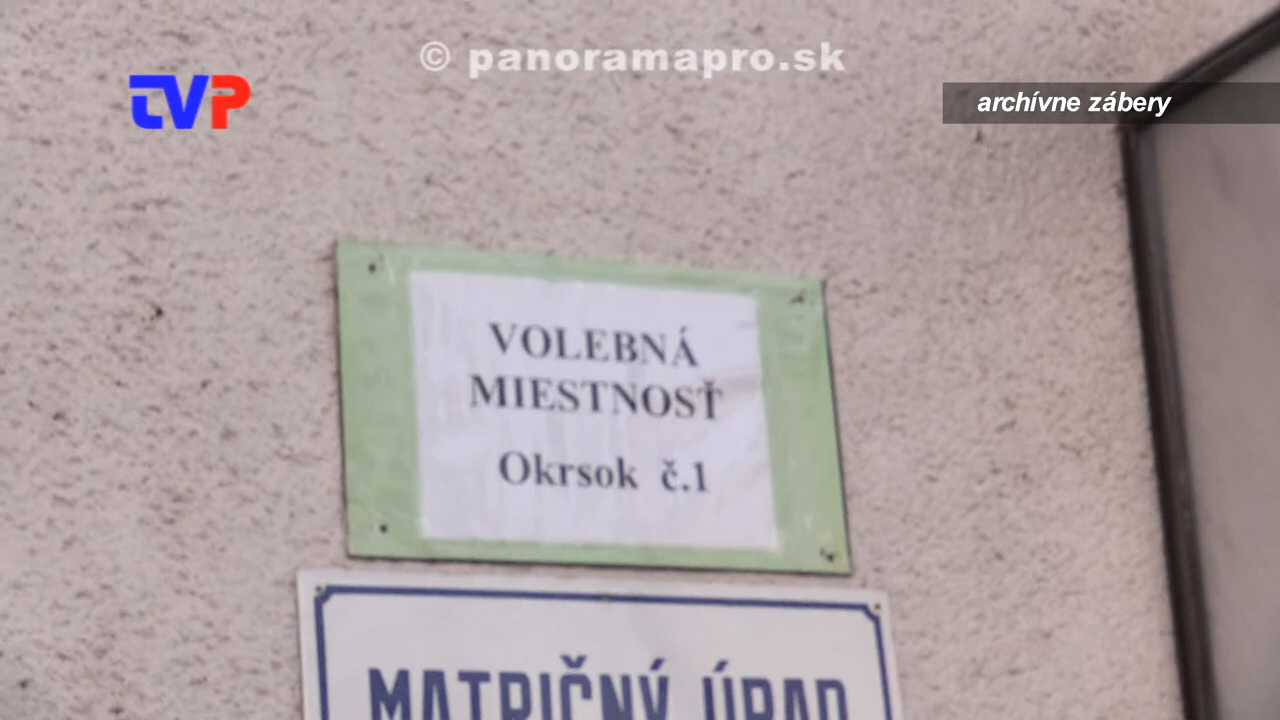 © panoramapro.sk
TVP
archívne zábery
VOLEBNÁ
MIESTNOSŤ
Okrsok č.1
MATRIČNÝ ÚRAD